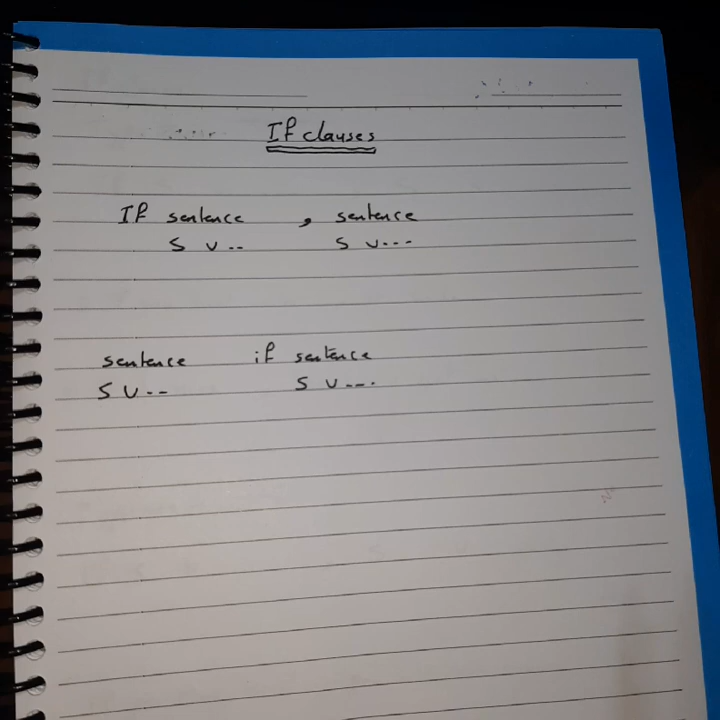 If clauses
If sentence , sentence
S v .. S v ...
sentence if sentence
S v .. S v ....